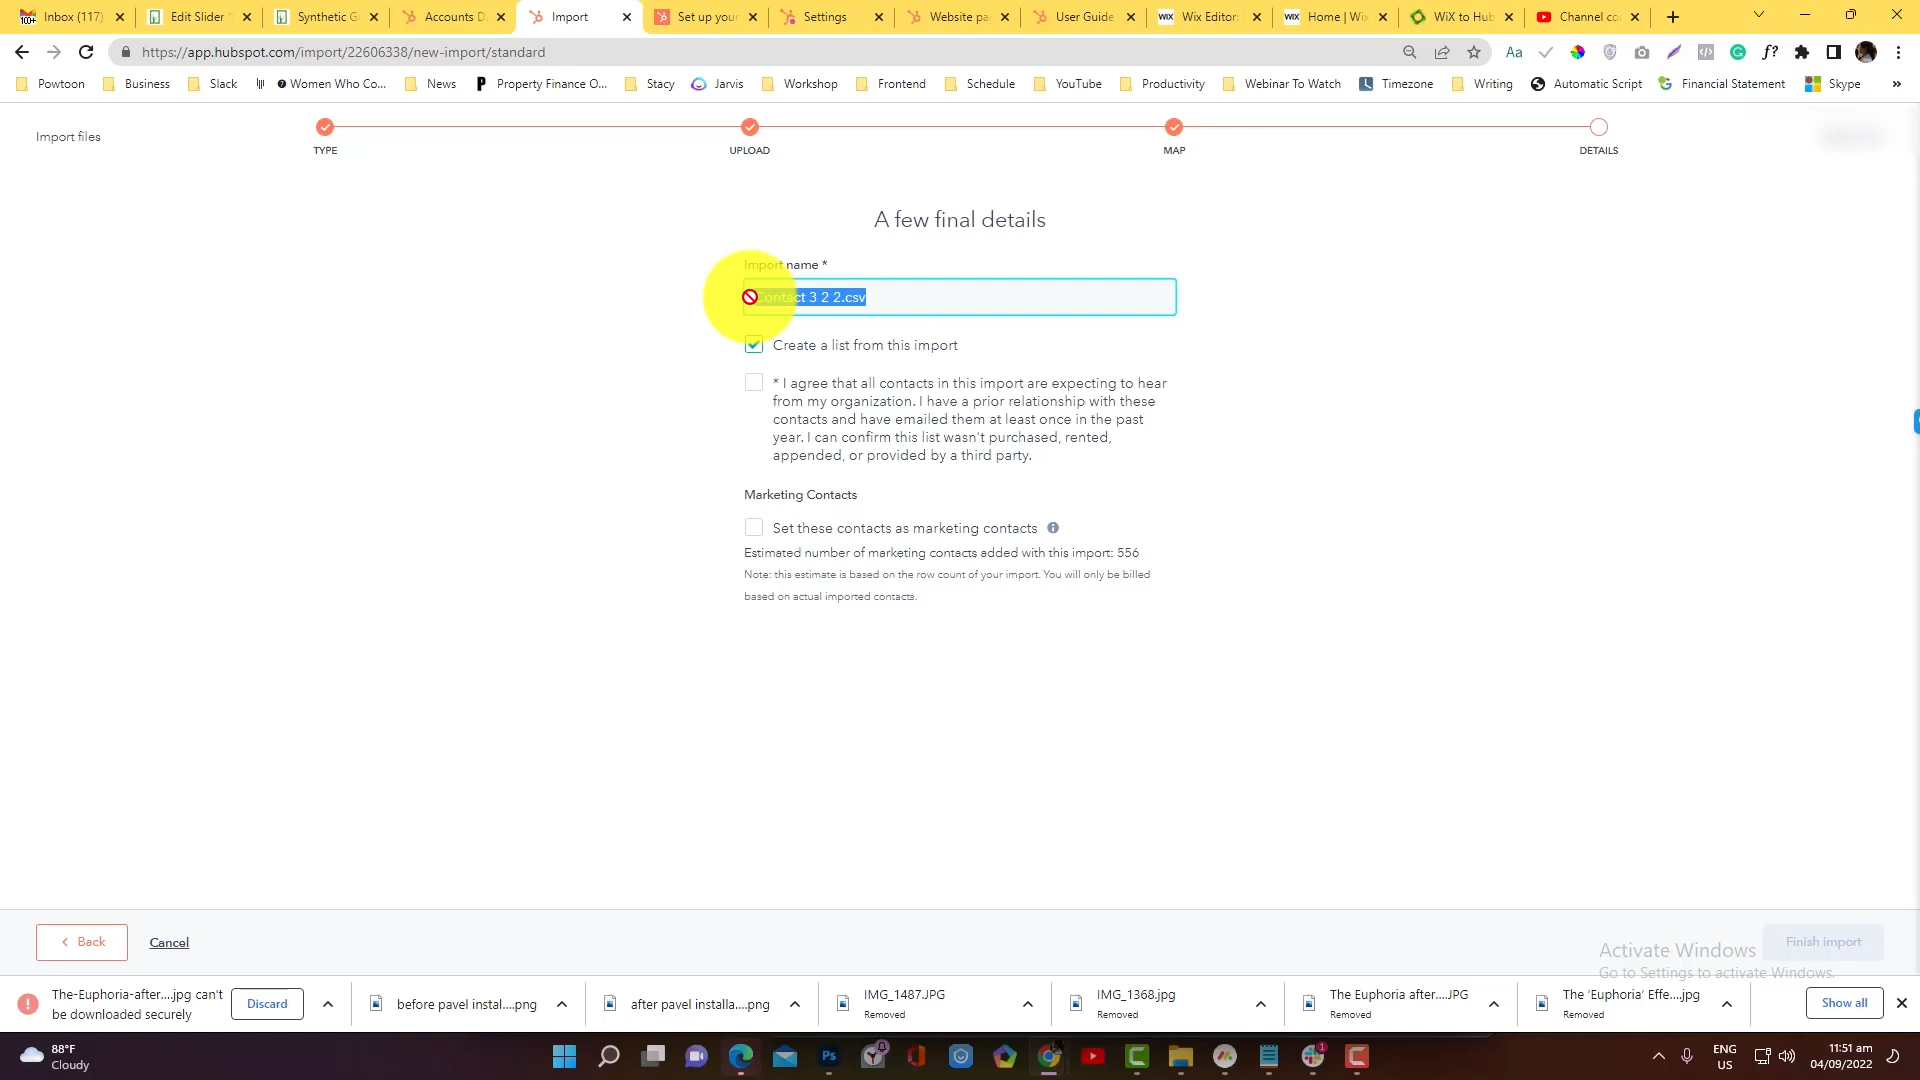 Inbox (117)
Edit Slider
Synthetic G
Accounts D
Import
Set up your
Settings
Website pa
User Guide
WIX Wix Editor
WIX Home | Wix
WiX to Hub
Channel co
https://app.hubspot.com/import/22606338/new-import/standard
Powtoon
Business
Slack
Women Who Co...
News
Property Finance O...
Stacy
Jarvis
Workshop
Frontend
Schedule
YouTube
Productivity
Webinar To Watch
Timezone
Writing
Automatic Script
Financial Statement
Skype
»
Import files
TYPE
UPLOAD
MAP
DETAILS
A few final details
Import name *
Contact 3 2 2.csv
Create a list from this import
* I agree that all contacts in this import are expecting to hear
from my organization. I have a prior relationship with these
contacts and have emailed them at least once in the past
year. I can confirm this list wasn't purchased, rented,
appended, or provided by a third party.
Marketing Contacts
Set these contacts as marketing contacts
Estimated number of marketing contacts added with this import: 556
Note: this estimate is based on the row count of your import. You will only be billed
based on actual imported contacts.
Back
Cancel
Finish import
Activate Windows
Go to Settings to activate Windows.
The-Euphoria-after....jpg can't
be downloaded securely
Discard
before pavel instal....png
after pavel installa....png
IMG_1487.JPG
Removed
IMG_1368.jpg
Removed
The Euphoria after....JPG
Removed
The 'Euphoria' Effe....jpg
Removed
Show all
88°F
Cloudy
ENG
US
11:51 am
04/09/2022